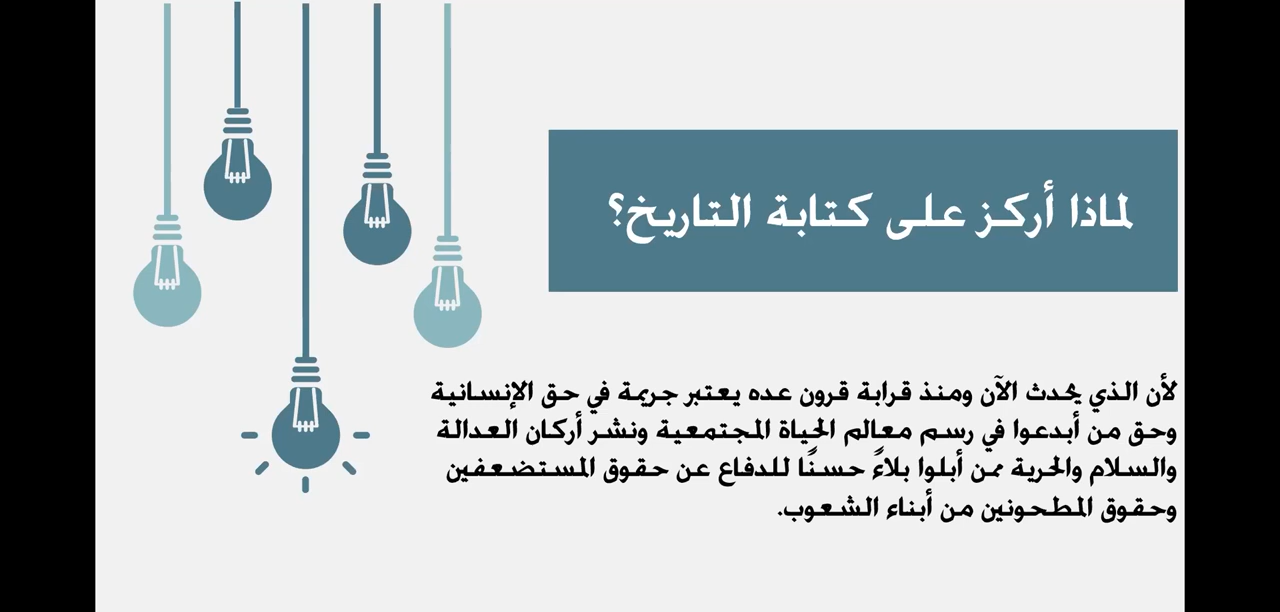 لماذا أركز على كتابة التاريخ؟
لأن الذي يحدث الآن ومنذ قرابة قرون عده يعتبر جريمة في حق الإنسانية
وحق من أبدعوا في رسم معالم الحياة المجتمعية ونشر أركان العدالة
والسلام والحرية ممن أبلوا بلاءً حسنًا للدفاع عن حقوق المستضعفين
وحقوق المطحونين من أبناء الشعوب.